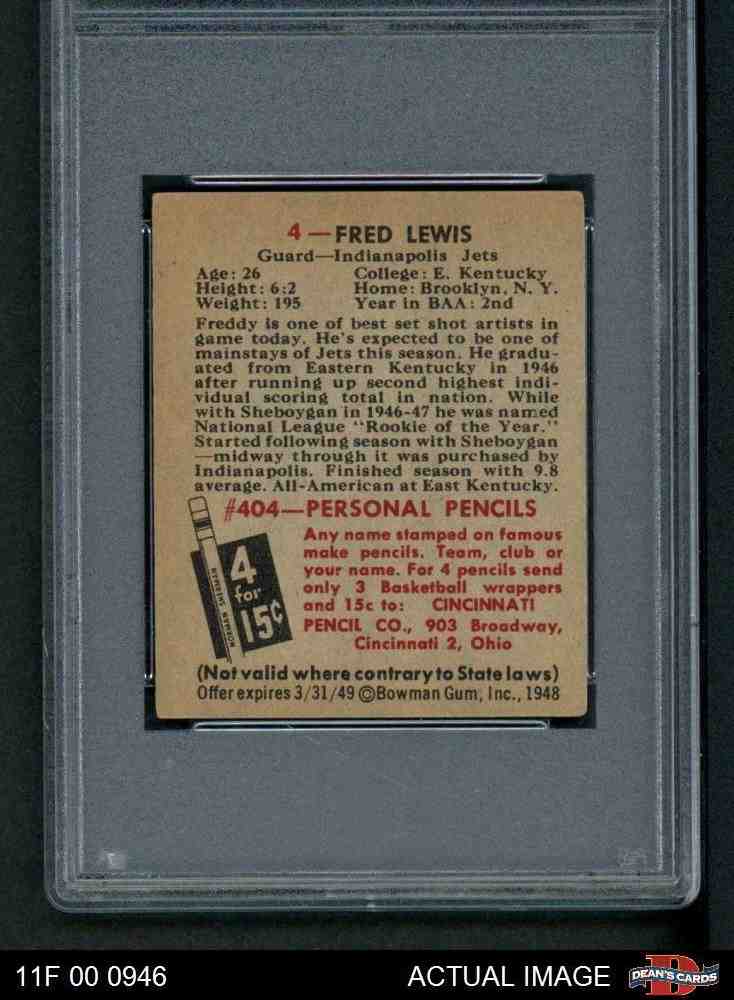 4—FRED LEWIS
Guard—Indianapolis Jets
Age: 26 College: E. Kentucky
Height: 6:2 Home: Brooklyn, N. Y.
Weight: 195 Year in BAA: 2nd
Freddy is one of best set shot artists in
game today. He's expected to be one of
mainstays of Jets this season. He gradu-
ated from Eastern Kentucky in 1946
after running up second highest indi-
vidual scoring total in nation. While
with Sheboygan in 1946-47 he was named
National League "Rookie of the Year."
Started following season with Sheboygan
—midway through it was purchased by
Indianapolis. Finished season with 9.8
average. All-American at East Kentucky.
#404—PERSONAL PENCILS
Any name stamped on famous
make pencils. Team, club or
your name. For 4 pencils send
only 3 Basketball wrappers
and 15c to: CINCINNATI
PENCIL CO., 903 Broadway,
Cincinnati 2, Ohio
NORMAN SHERMAN
4
for
15¢
(Not valid where contrary to State laws)
Offer expires 3/31/49 ©Bowman Gum, Inc., 1948
11F 00 0946 ACTUAL IMAGE DEAN'S CARDS